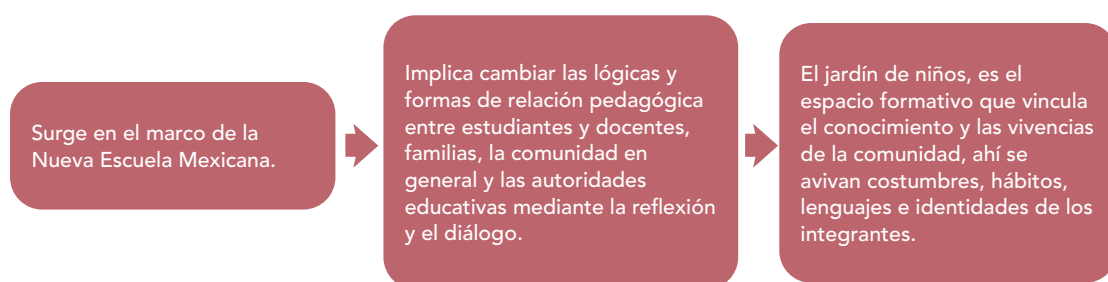 Surge en el marco de la
Nueva Escuela Mexicana.
Implica cambiar las lógicas y
formas de relación pedagógica
entre estudiantes y docentes,
familias, la comunidad en
general y las autoridades
educativas mediante la reflexión
y el diálogo.
El jardín de niños, es el
espacio formativo que vincula
el conocimiento y las vivencias
de la comunidad, ahí se
avivan costumbres, hábitos,
lenguajes e identidades de los
integrantes.